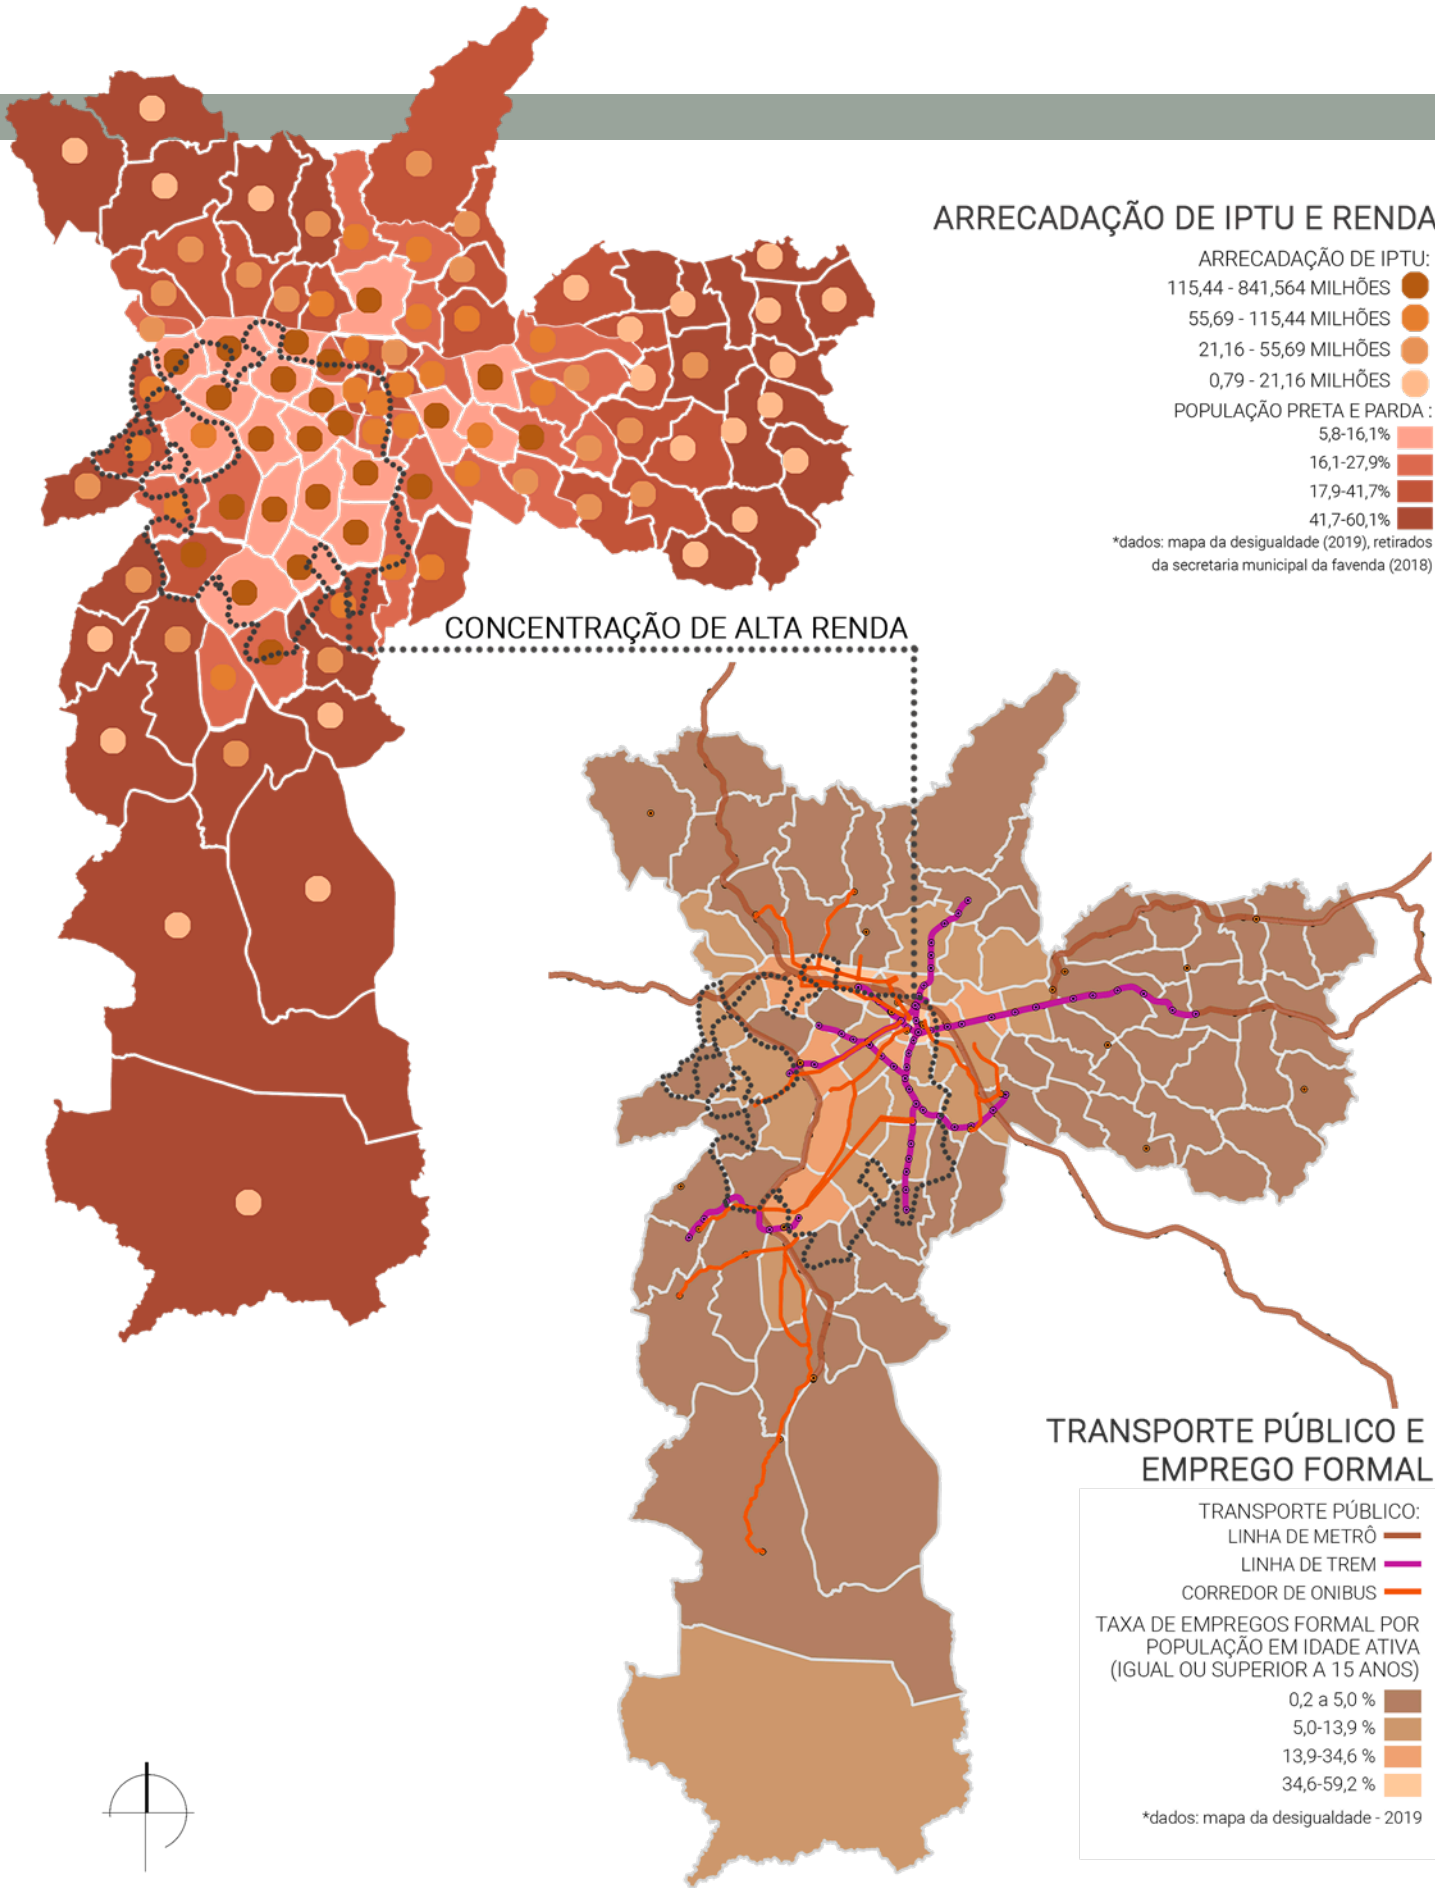 ARRECADAÇÃO DE IPTU E RENDA
ARRECADAÇÃO DE IPTU:
115,44 - 841,564 MILHÕES
55,69 - 115,44 MILHÕES
21,16 - 55,69 MILHÕES
0,79 - 21,16 MILHÕES
POPULAÇÃO PRETA E PARDA :
5,8-16,1%
16,1-27,9%
17,9-41,7%
41,7-60,1%
*dados: mapa da desigualdade (2019), retirados
da secretaria municipal da favenda (2018)
CONCENTRAÇÃO DE ALTA RENDA
TRANSPORTE PÚBLICO E
EMPREGO FORMAL
TRANSPORTE PÚBLICO:
LINHA DE METRÔ
LINHA DE TREM
CORREDOR DE ONIBUS
TAXA DE EMPREGOS FORMAL POR
POPULAÇÃO EM IDADE ATIVA
(IGUAL OU SUPERIOR A 15 ANOS)
0,2 a 5,0 %
5,0-13,9 %
13,9-34,6 %
34,6-59,2 %
*dados: mapa da desigualdade - 2019